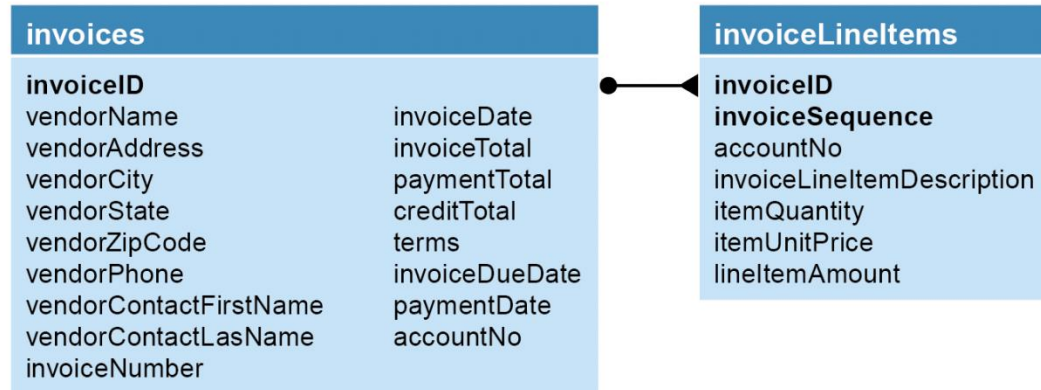 invoices
invoiceID
vendorName
vendorAddress
vendorCity
vendorState
vendorZipCode
vendorPhone
vendorContactFirstName
vendorContactLasName
invoiceNumber
invoiceDate
invoiceTotal
paymentTotal
creditTotal
terms
invoiceDueDate
paymentDate
accountNo
invoiceLineItems
invoiceID
invoiceSequence
accountNo
invoiceLineItemDescription
itemQuantity
itemUnitPrice
lineItemAmount